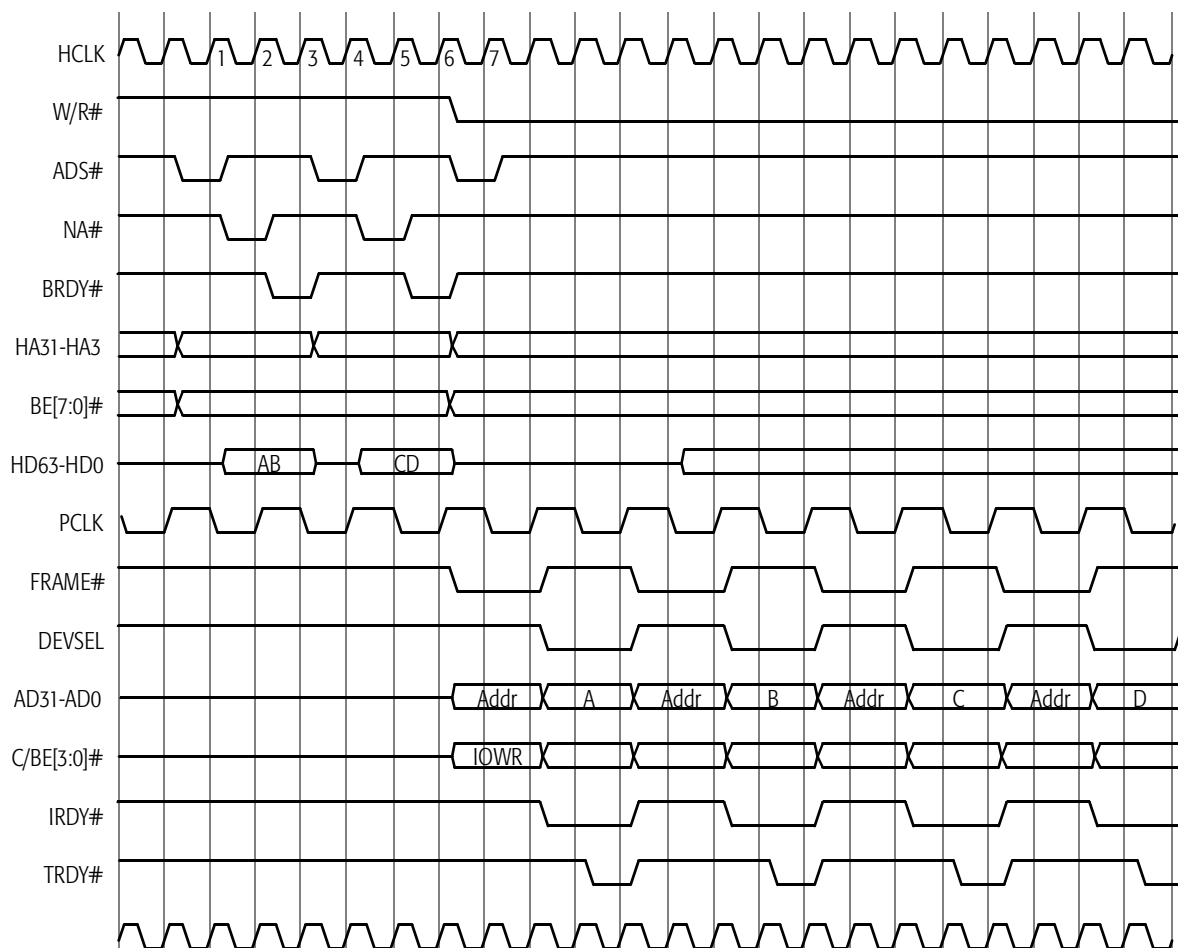 HCLK 1 2 3 4 5 6 7
W/R#
ADS#
NA#
BRDY#
HA31-HA3
BE[7:0]#
HD63-HD0 AB CD
PCLK
FRAME#
DEVSEL
AD31-AD0 Addr A Addr B Addr C Addr D
C/BE[3:0]# IOWR
IRDY#
TRDY#